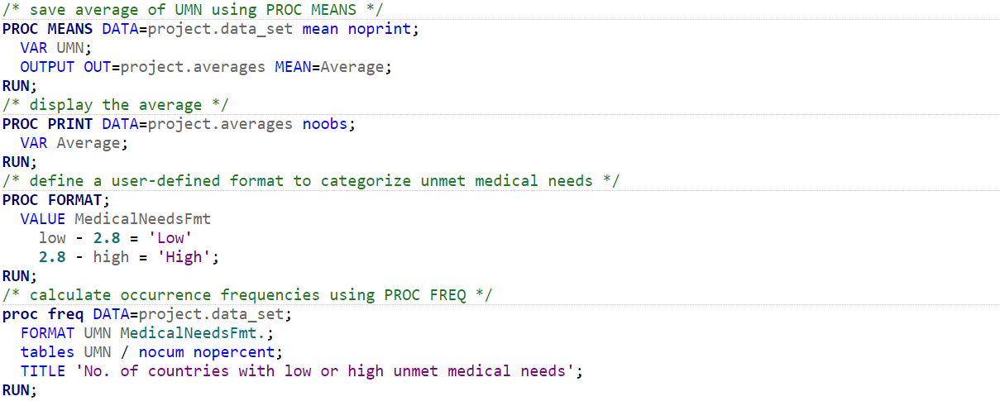 /* save average of UMN using PROC MEANS */
PROC MEANS DATA=project.data_set mean noprint;
  VAR UMN;
  OUTPUT OUT=project.averages MEAN=Average;
RUN;
/* display the average */
PROC PRINT DATA=project.averages noobs;
  VAR Average;
RUN;
/* define a user-defined format to categorize unmet medical needs */
PROC FORMAT;
  VALUE MedicalNeedsFmt
    low - 2.8 = 'Low'
    2.8 - high = 'High';
RUN;
/* calculate occurrence frequencies using PROC FREQ */
proc freq DATA=project.data_set;
  FORMAT UMN MedicalNeedsFmt.;
  tables UMN / nocum nopercent;
  TITLE 'No. of countries with low or high unmet medical needs';
RUN;